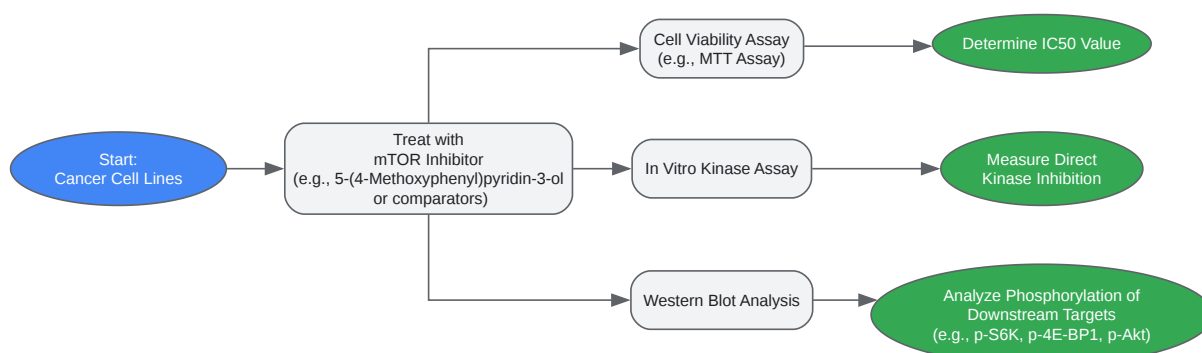 Start:
Cancer Cell Lines
Treat with
mTOR Inhibitor
(e.g., 5-(4-Methoxyphenyl)pyridin-3-ol
or comparators)
Cell Viability Assay
(e.g., MTT Assay)
Determine IC50 Value
In Vitro Kinase Assay
Measure Direct
Kinase Inhibition
Western Blot Analysis
Analyze Phosphorylation of
Downstream Targets
(e.g., p-S6K, p-4E-BP1, p-Akt)